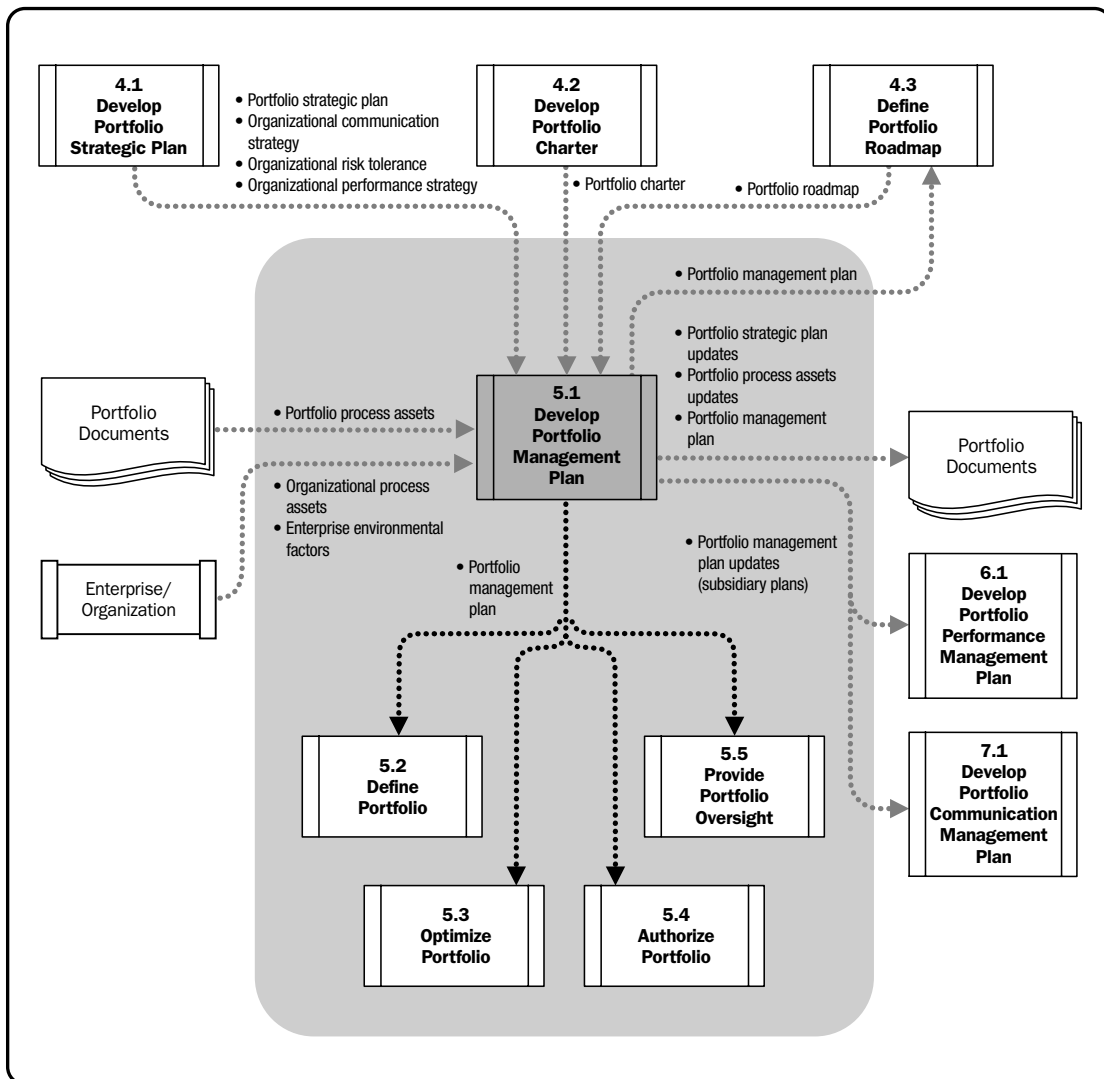 4.1
Develop
Portfolio
Strategic Plan
• Portfolio strategic plan
• Organizational communication
strategy
• Organizational risk tolerance
• Organizational performance strategy
4.2
Develop
Portfolio
Charter
• Portfolio charter
4.3
Define
Portfolio
Roadmap
• Portfolio roadmap
• Portfolio management plan
• Portfolio strategic plan
updates
• Portfolio process assets
updates
• Portfolio management
plan
Portfolio
Documents
• Portfolio process assets
5.1
Develop
Portfolio
Management
Plan
Portfolio
Documents
• Organizational process
assets
• Enterprise environmental
factors
Enterprise/
Organization
• Portfolio
management
plan
• Portfolio management
plan updates
(subsidiary plans)
6.1
Develop
Portfolio
Performance
Management
Plan
5.2
Define
Portfolio
5.5
Provide
Portfolio
Oversight
7.1
Develop
Portfolio
Communication
Management
Plan
5.3
Optimize
Portfolio
5.4
Authorize
Portfolio